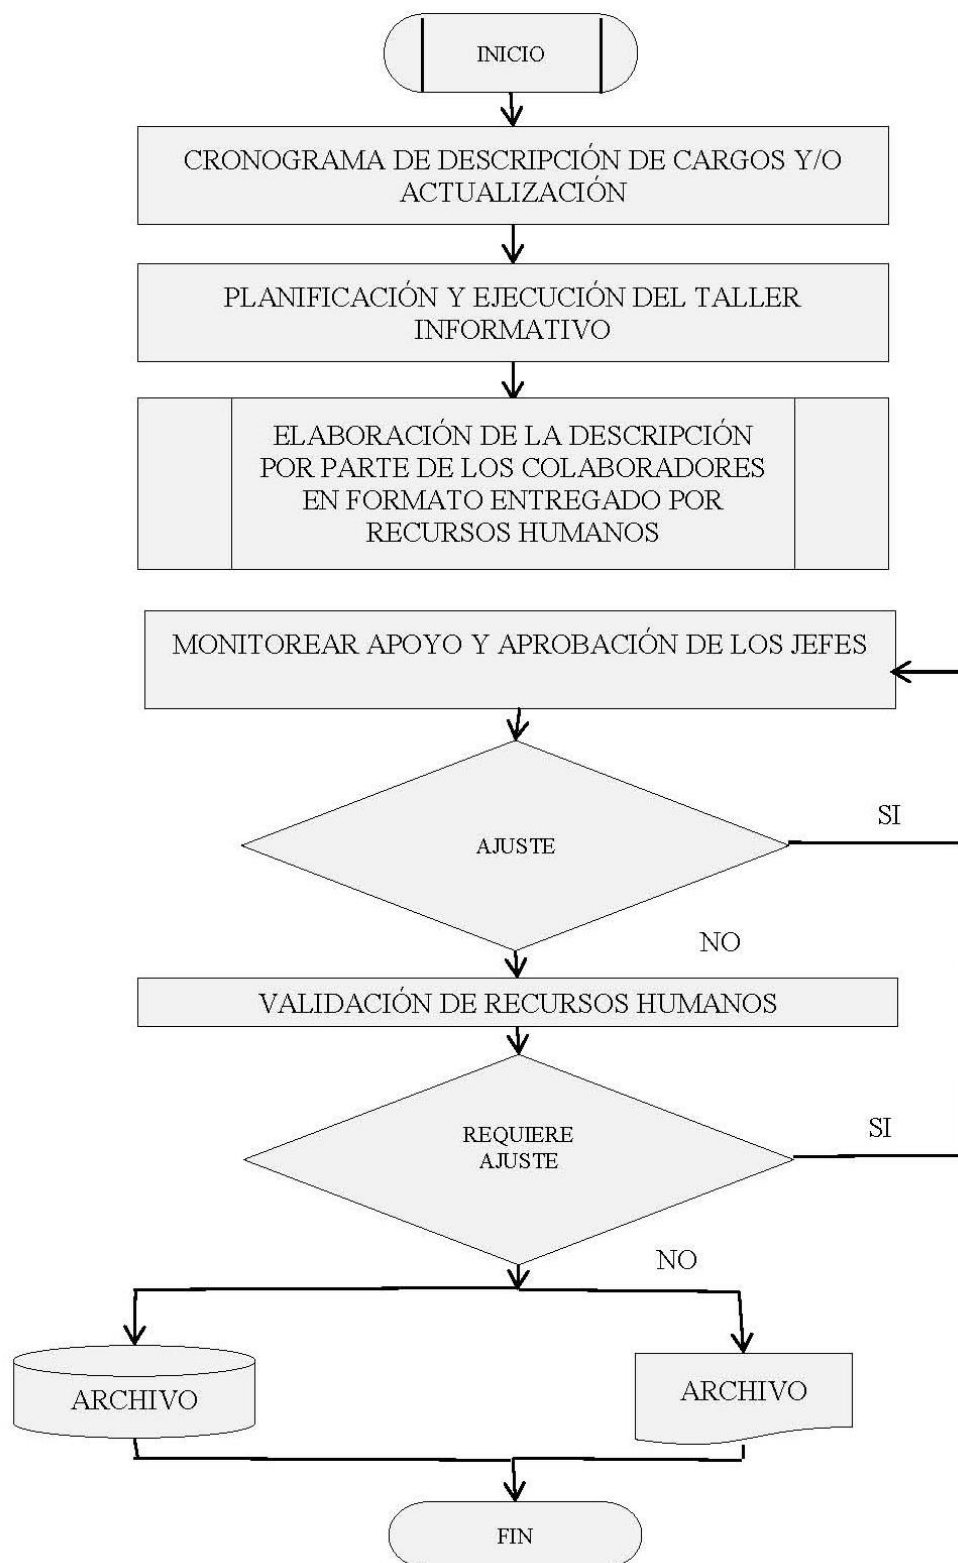 INICIO
CRONOGRAMA DE DESCRIPCIÓN DE CARGOS Y/O
ACTUALIZACIÓN
PLANIFICACIÓN Y EJECUCIÓN DEL TALLER
INFORMATIVO
ELABORACIÓN DE LA DESCRIPCIÓN
POR PARTE DE LOS COLABORADORES
EN FORMATO ENTREGADO POR
RECURSOS HUMANOS
MONITOREAR APOYO Y APROBACIÓN DE LOS JEFES
SI
AJUSTE
NO
VALIDACIÓN DE RECURSOS HUMANOS
SI
REQUIERE
AJUSTE
NO
ARCHIVO
ARCHIVO
FIN